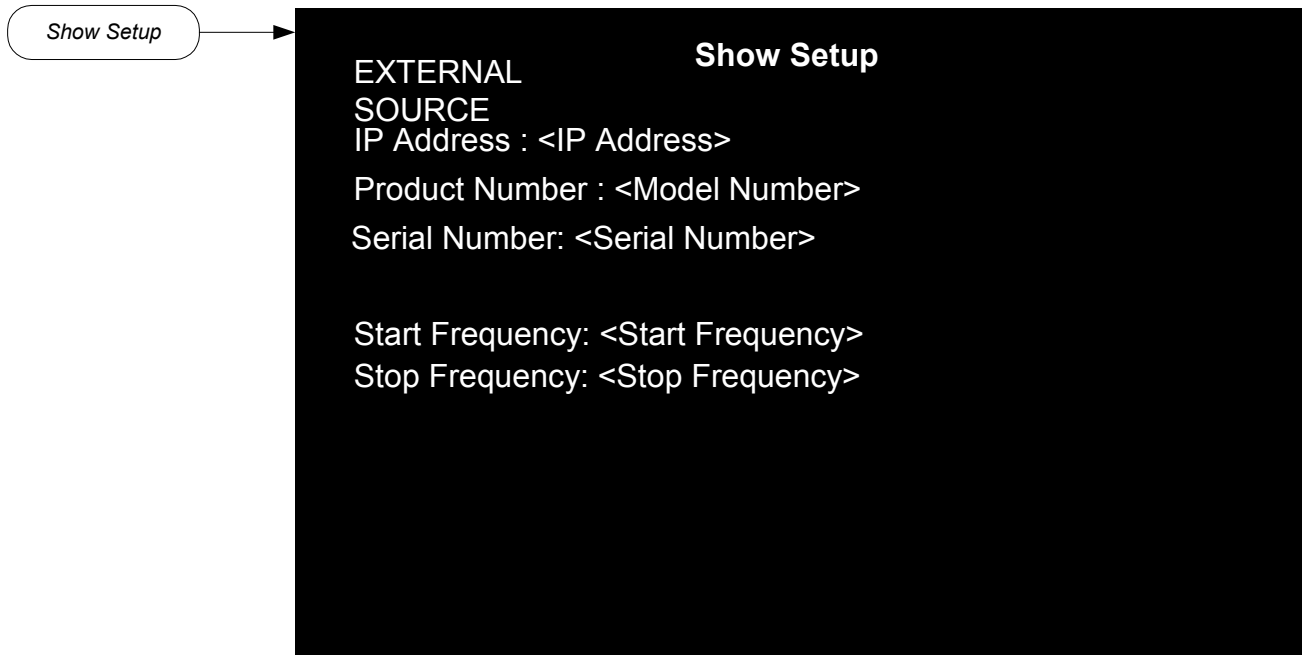 Show Setup
Show Setup
EXTERNAL
SOURCE
IP Address : <IP Address>
Product Number : <Model Number>
Serial Number: <Serial Number>
Start Frequency: <Start Frequency>
Stop Frequency: <Stop Frequency>